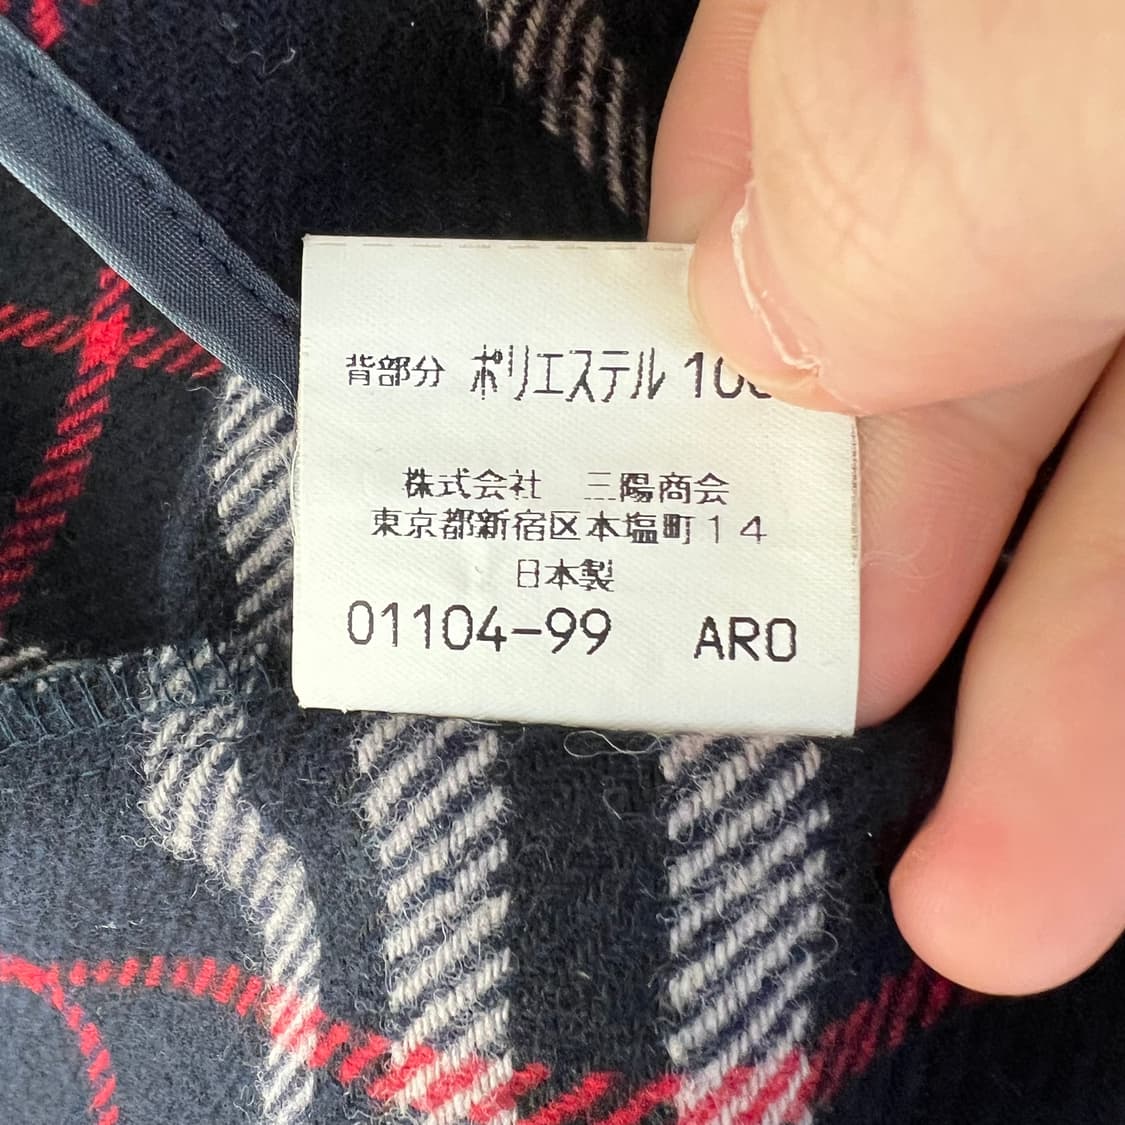 背部分 ポリエステル 10
株式会社 三陽商会
東京都新宿区本塩町14
日本製
01104-99 ARO